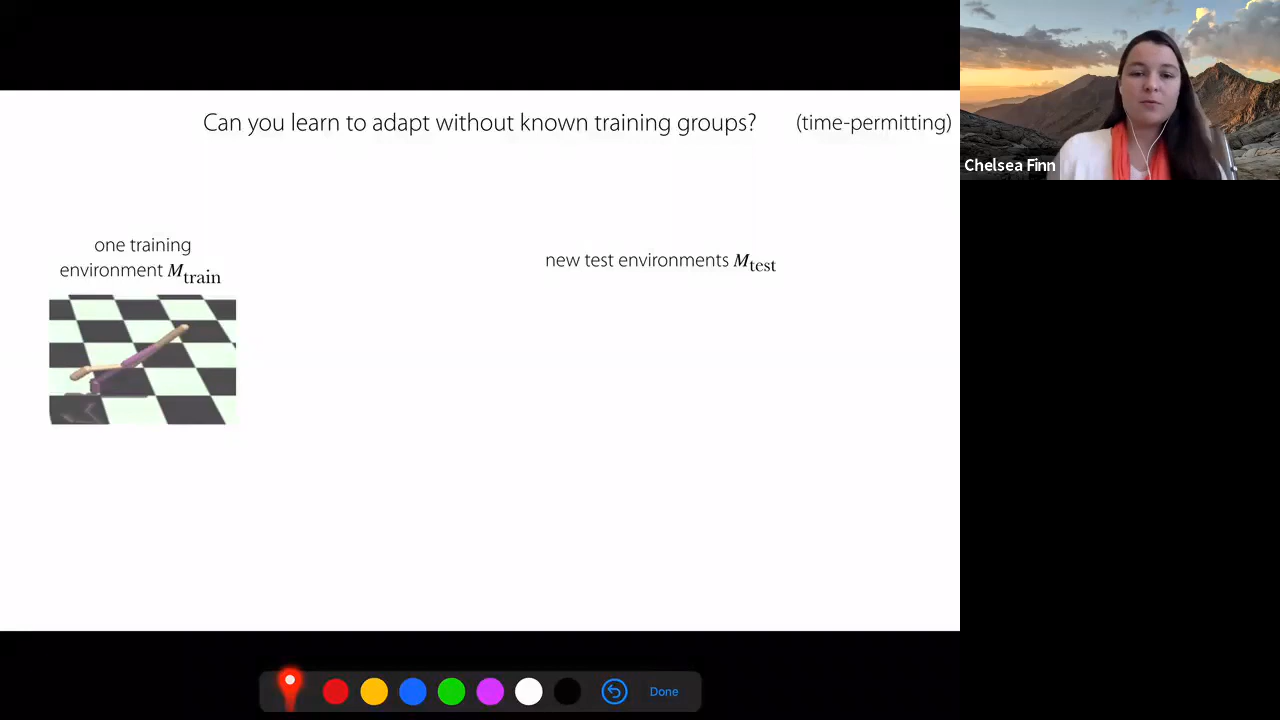 Can you learn to adapt without known training groups? (time-permitting)
one training
environment M_train
new test environments M_test
Chelsea Finn
Done